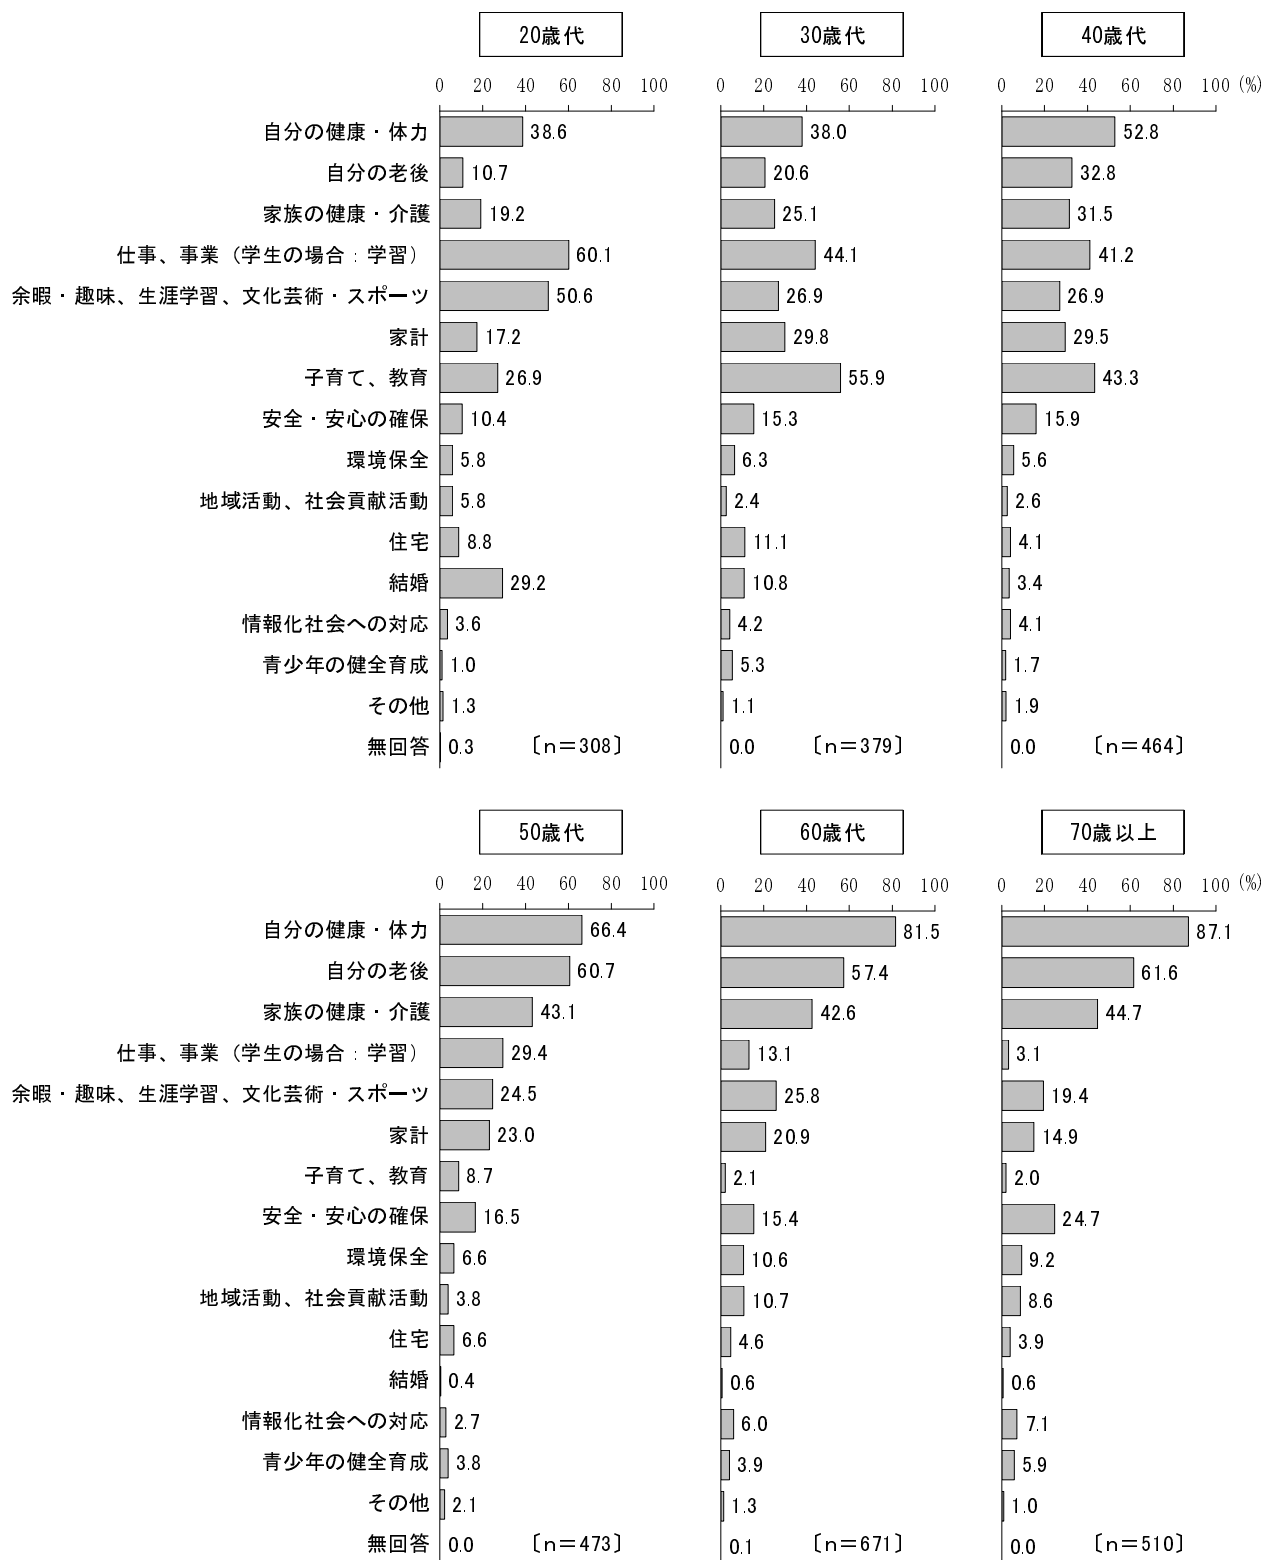 20歳代 30歳代 40歳代
0 20 40 60 80 100 0 20 40 60 80 100 0 20 40 60 80 100 (%)
自分の健康・体力 38.6 38.0 52.8
自分の老後 10.7 20.6 32.8
家族の健康・介護 19.2 25.1 31.5
仕事、事業（学生の場合：学習） 60.1 44.1 41.2
余暇・趣味、生涯学習、文化芸術・スポーツ 50.6 26.9 26.9
家計 17.2 29.8 29.5
子育て、教育 26.9 55.9 43.3
安全・安心の確保 10.4 15.3 15.9
環境保全 5.8 6.3 5.6
地域活動、社会貢献活動 5.8 2.4 2.6
住宅 8.8 11.1 4.1
結婚 29.2 10.8 3.4
情報化社会への対応 3.6 4.2 4.1
青少年の健全育成 1.0 5.3 1.7
その他 1.3 1.1 1.9
無回答 0.3 〔n＝308〕 0.0 〔n＝379〕 0.0 〔n＝464〕
50歳代 60歳代 70歳以上
0 20 40 60 80 100 0 20 40 60 80 100 0 20 40 60 80 100 (%)
自分の健康・体力 66.4 81.5 87.1
自分の老後 60.7 57.4 61.6
家族の健康・介護 43.1 42.6 44.7
仕事、事業（学生の場合：学習） 29.4 13.1 3.1
余暇・趣味、生涯学習、文化芸術・スポーツ 24.5 25.8 19.4
家計 23.0 20.9 14.9
子育て、教育 8.7 2.1 2.0
安全・安心の確保 16.5 15.4 24.7
環境保全 6.6 10.6 9.2
地域活動、社会貢献活動 3.8 10.7 8.6
住宅 6.6 4.6 3.9
結婚 0.4 0.6 0.6
情報化社会への対応 2.7 6.0 7.1
青少年の健全育成 3.8 3.9 5.9
その他 2.1 1.3 1.0
無回答 0.0 〔n＝473〕 0.1 〔n＝671〕 0.0 〔n＝510〕